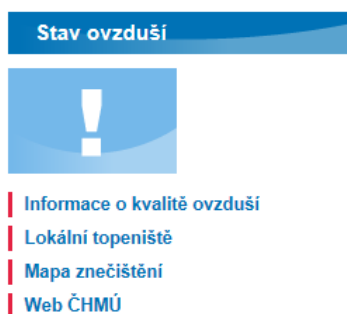 Stav ovzduší
!
Informace o kvalitě ovzduší
Lokální topeniště
Mapa znečištění
Web ČHMÚ